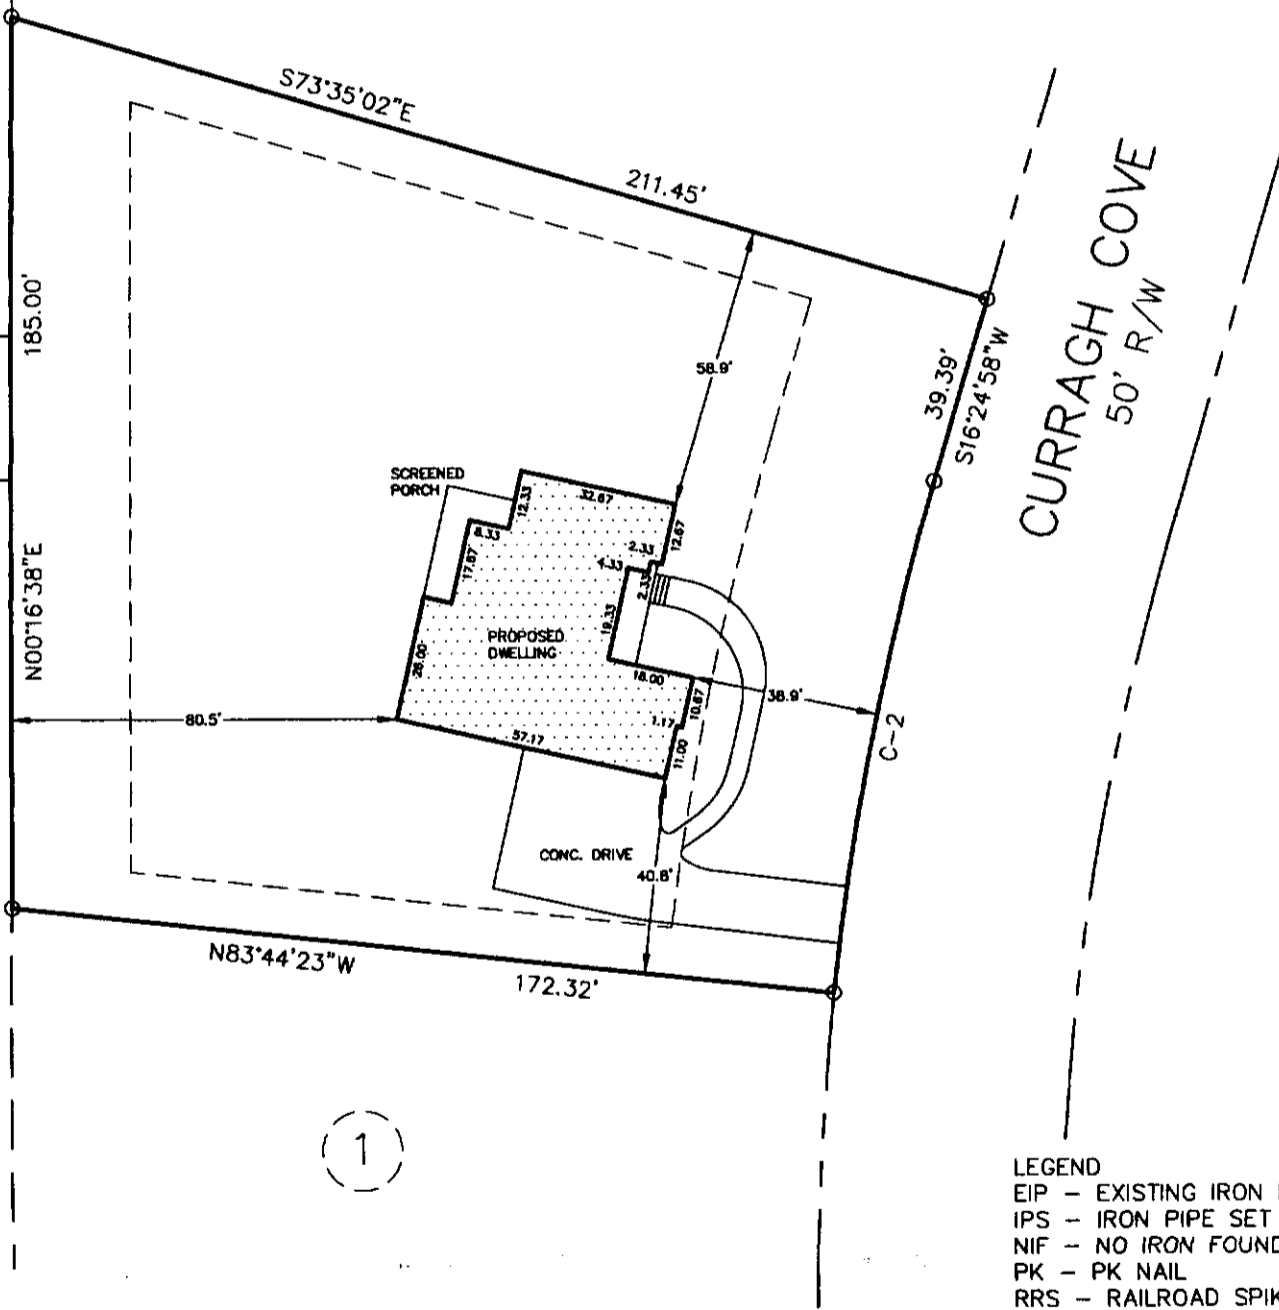 S73°35'02"E
211.45'
185.00'
N00°16'38"E
CURRAGH COVE
50' R/W
39.39'
S16°24'58"W
58.9'
SCREENED
PORCH
32.67
12.33
8.33
17.67
12.67
2.33
4.33
2.33
19.33
PROPOSED
DWELLING
26.00
18.00
10.67
1.17
11.00
57.17
80.5'
38.9'
C-2
CONC. DRIVE
40.6'
N83°44'23"W
172.32'
1
LEGEND
EIP - EXISTING IRON
IPS - IRON PIPE SET
NIF - NO IRON FOUND
PK - PK NAIL
RRS - RAILROAD SPIK